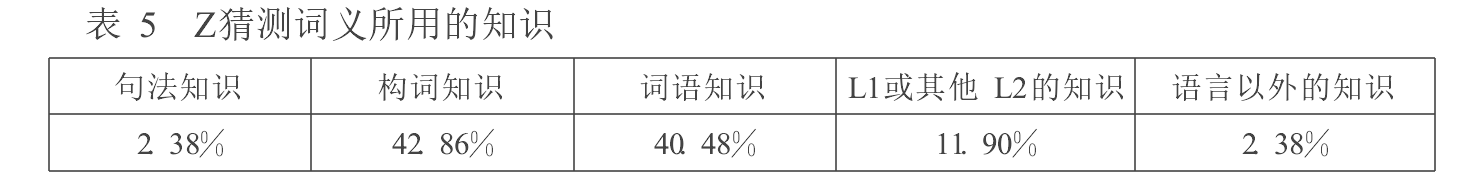 表 5 Z猜测词义所用的知识
句法知识 构词知识 词语知识 L1或其他 L2的知识 语言以外的知识
2. 38% 42. 86% 40. 48% 11. 90% 2. 38%